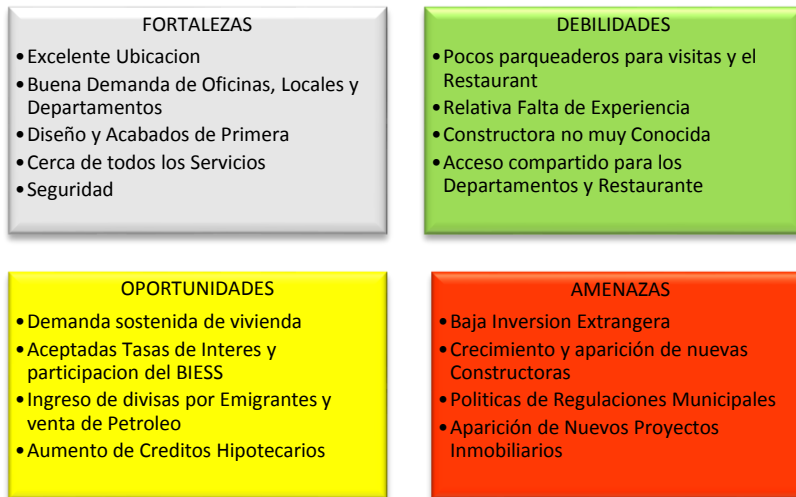 FORTALEZAS
•Excelente Ubicacion
•Buena Demanda de Oficinas, Locales y
Departamentos
•Diseño y Acabados de Primera
•Cerca de todos los Servicios
•Seguridad
DEBILIDADES
•Pocos parqueaderos para visitas y el
Restaurant
•Relativa Falta de Experiencia
•Constructora no muy Conocida
•Acceso compartido para los
Departamentos y Restaurante
OPORTUNIDADES
•Demanda sostenida de vivienda
•Aceptadas Tasas de Interes y
participacion del BIESS
•Ingreso de divisas por Emigrantes y
venta de Petroleo
•Aumento de Creditos Hipotecarios
AMENAZAS
•Baja Inversion Extrangera
•Crecimiento y aparición de nuevas
Constructoras
•Politicas de Regulaciones Municipales
•Aparición de Nuevos Proyectos
Inmobiliarios